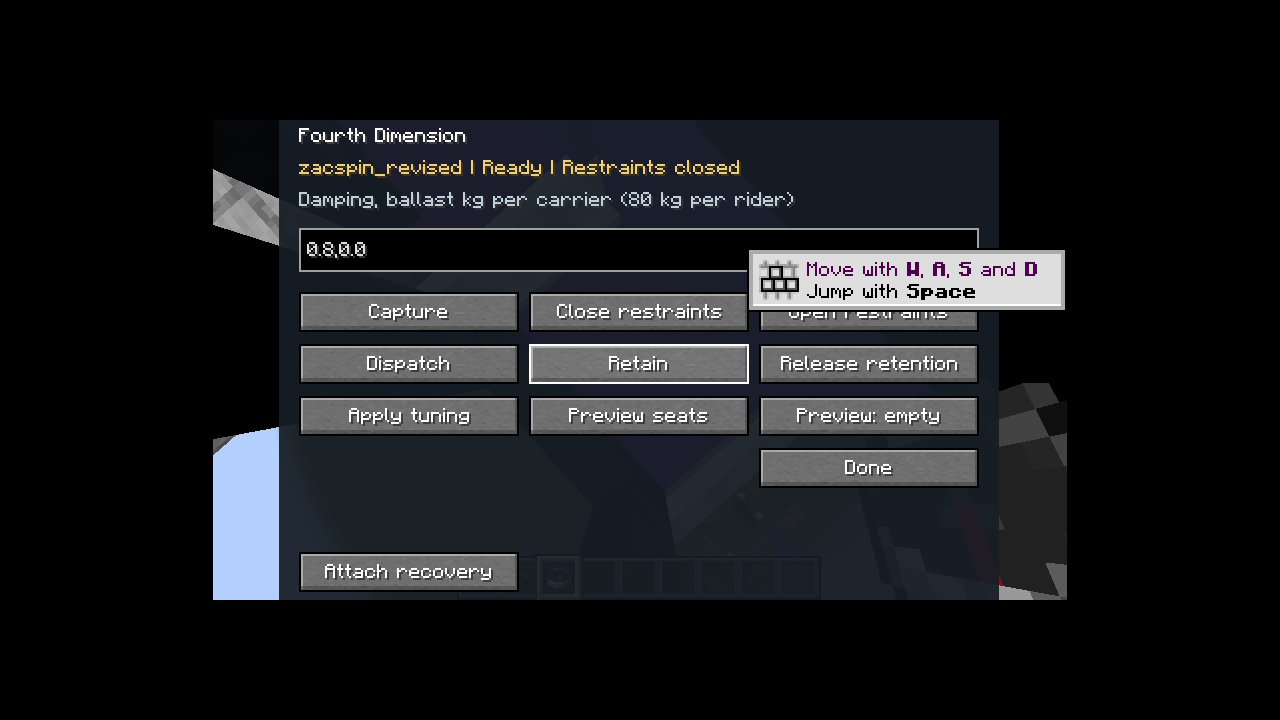 Fourth Dimension
zacspin_revised | Ready | Restraints closed
Damping, ballast kg per carrier (80 kg per rider)
0.8,0.0
Move with W, A, S and D
Jump with Space
Capture
Close restraints
Open restraints
Dispatch
Retain
Release retention
Apply tuning
Preview seats
Preview: empty
Done
Attach recovery